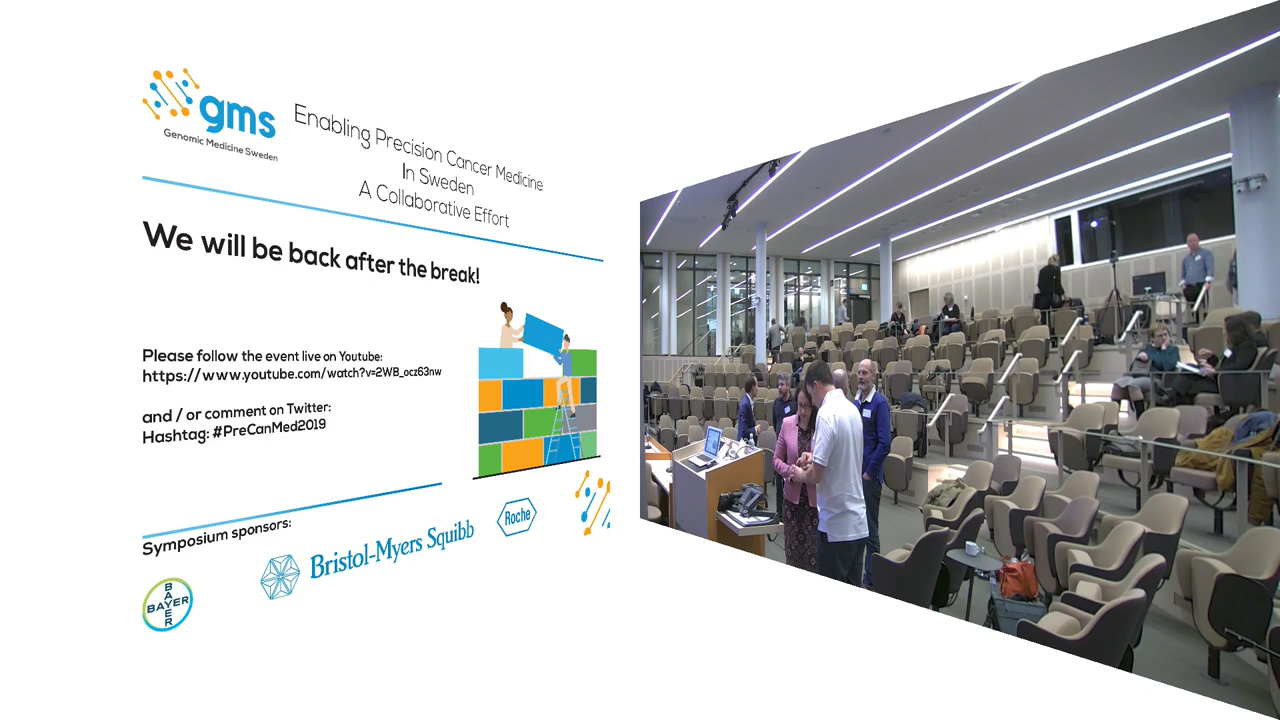 gms
Genomic Medicine Sweden
Enabling Precision Cancer Medicine
In Sweden
A Collaborative Effort
We will be back after the break!
Please follow the event live on Youtube:
https://www.youtube.com/watch?v=2WB_ocz63nw
and / or comment on Twitter:
Hashtag: #PreCanMed2019
Symposium sponsors:
BAYER
BAYER
Bristol-Myers Squibb
Roche